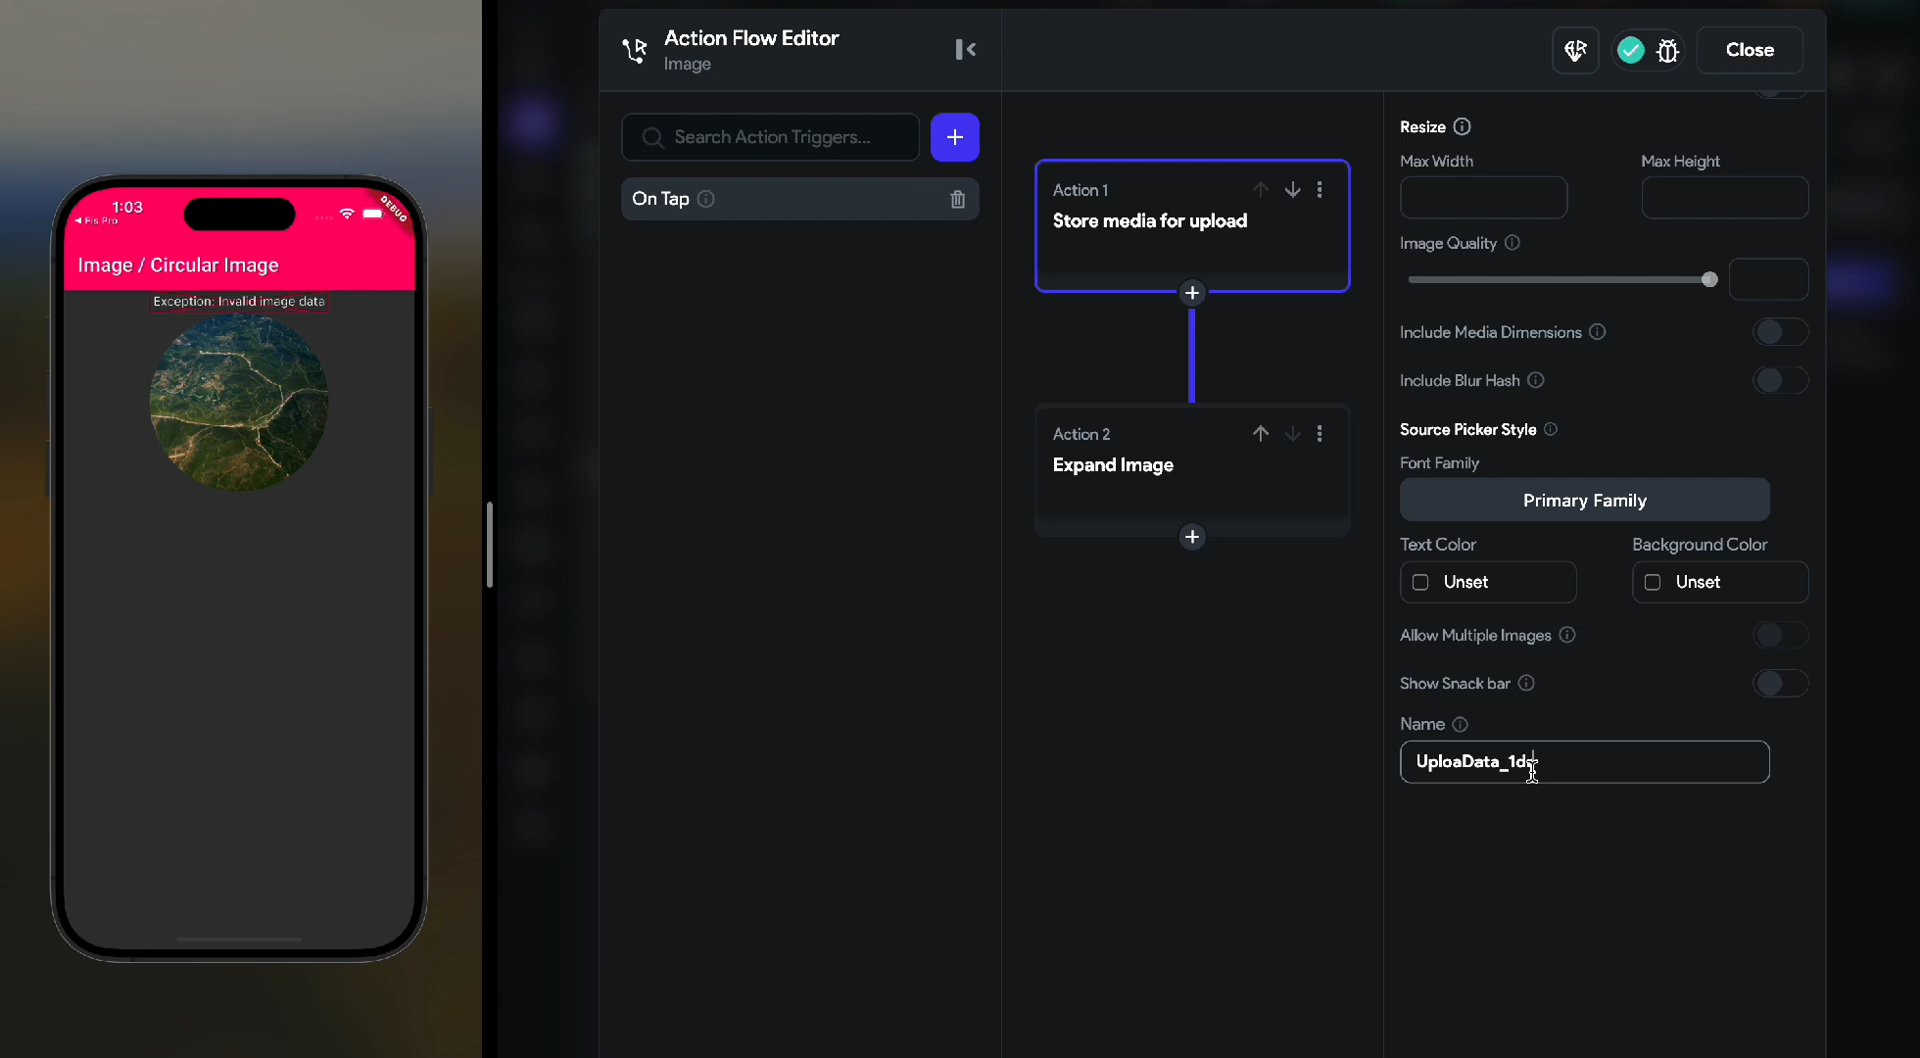 1:03
Fis Pro
DEBUG
Image / Circular Image
Exception: Invalid image data
Action Flow Editor
Image
Close
Search Action Triggers...
On Tap
Action 1
Store media for upload
Action 2
Expand Image
Resize
Max Width
Max Height
Image Quality
Include Media Dimensions
Include Blur Hash
Source Picker Style
Font Family
Primary Family
Text Color
Background Color
Unset
Unset
Allow Multiple Images
Show Snack bar
Name